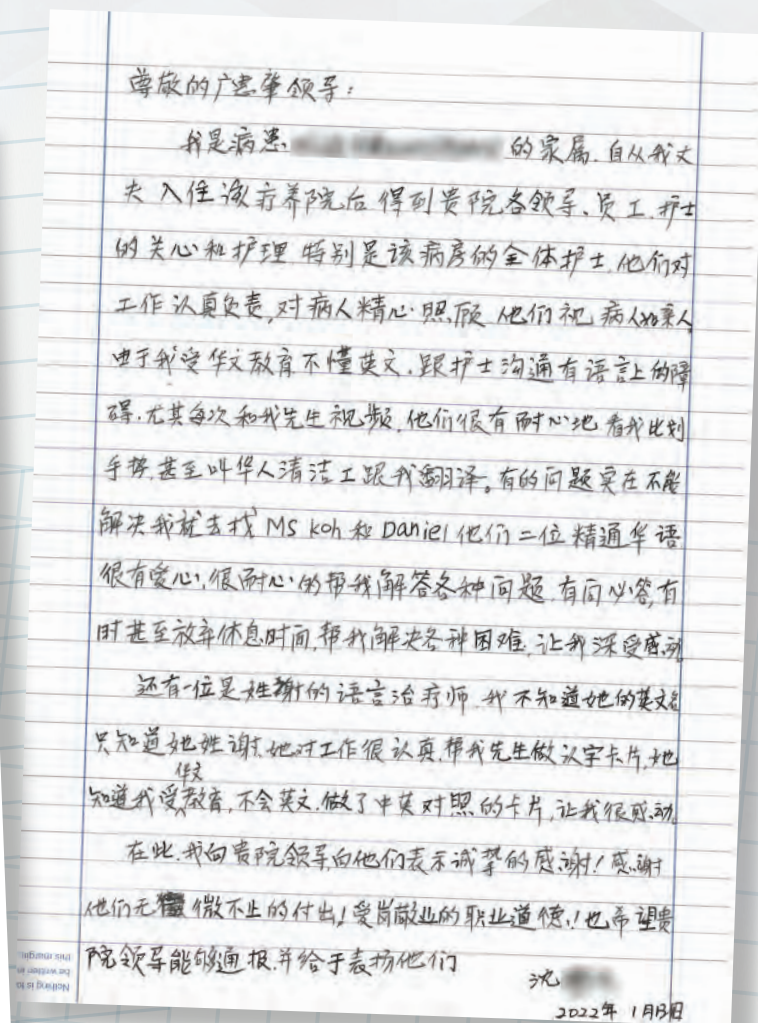 尊敬的广惠肇领导：
我是病患 的家属．自从我丈
夫入住该疗养院后得到贵院各领导、员工、护士
的关心和护理特别是该病房的全体护士，他们对
工作认真负责，对病人精心照顾他们视病人如亲人
由于我受华文教育不懂英文．跟护士沟通有语言上的障
碍．尤其每次和我先生视频，他们很有耐心地看我比划
手势，甚至叫华人清洁工跟我翻译。有的问题实在不能
解决我就去找Ms Koh和Daniel他们二位精通华语
很有爱心，很耐心的帮我解答各种问题．有问必答，有
时甚至放弃休息时间，帮我解决各种困难，让我深受感动
还有一位是姓谢的语言治疗师．我不知道她的英文名
只知道她姓谢．她对工作很认真，帮我先生做认字卡片，她
知道我受华文教育，不会英文．做了中英对照的卡片，让我很感动．
在此，我向贵院领导，向他们表示诚挚的感谢！感谢
他们无微不止的付出！爱岗敬业的职业道德！也希望贵
院领导能够通报．并给于表扬他们
沈
2022年 1月13日
Nothing is to
be written in
this margin.